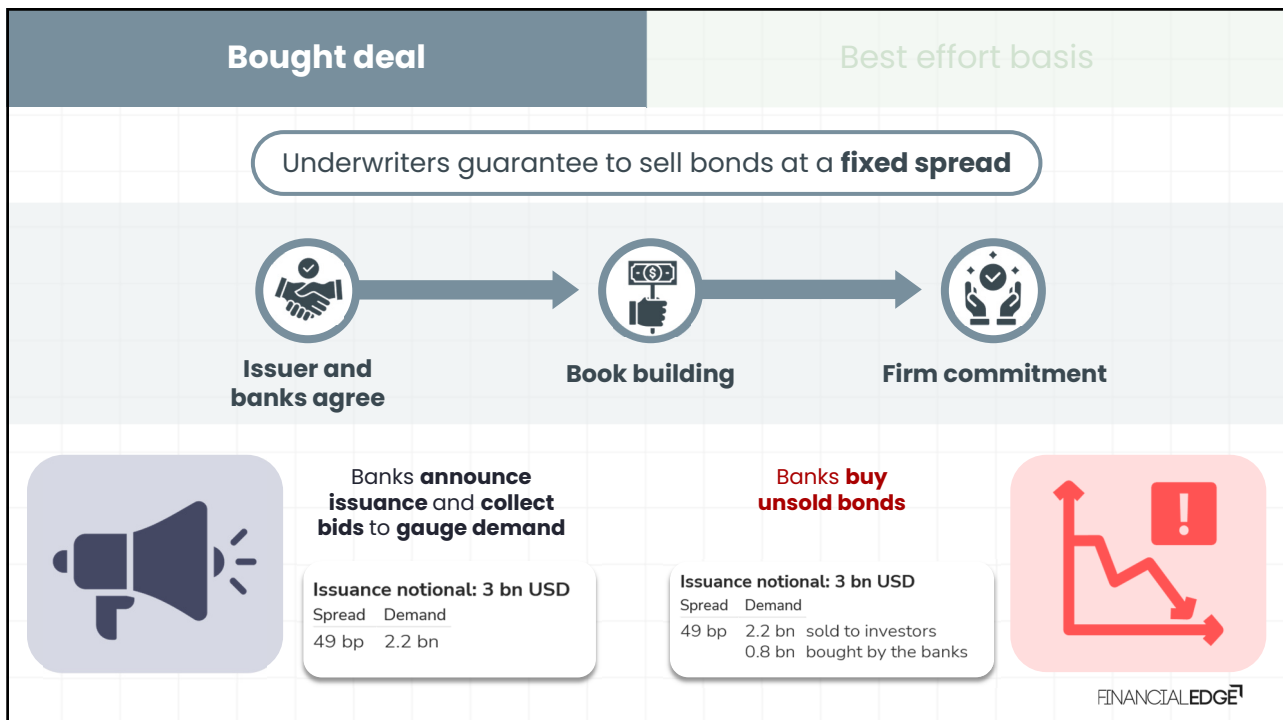 Bought deal
Best effort basis
Underwriters guarantee to sell bonds at a fixed spread
Issuer and
banks agree
Book building
Firm commitment
Banks announce
issuance and collect
bids to gauge demand
Issuance notional: 3 bn USD
Spread Demand
49 bp 2.2 bn
Banks buy
unsold bonds
Issuance notional: 3 bn USD
Spread Demand
49 bp 2.2 bn sold to investors
0.8 bn bought by the banks
FINANCIALEDGE